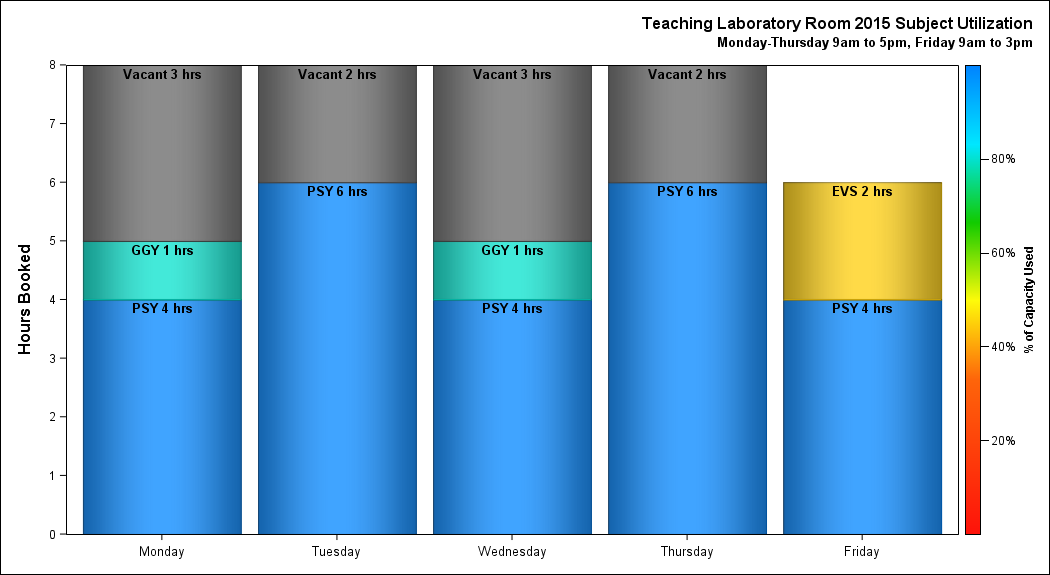 Teaching Laboratory Room 2015 Subject Utilization
Monday-Thursday 9am to 5pm, Friday 9am to 3pm
Hours Booked
8
7
6
5
4
3
2
1
0
Vacant 3 hrs
GGY 1 hrs
PSY 4 hrs
Vacant 2 hrs
PSY 6 hrs
Vacant 3 hrs
GGY 1 hrs
PSY 4 hrs
Vacant 2 hrs
PSY 6 hrs
EVS 2 hrs
PSY 4 hrs
Monday
Tuesday
Wednesday
Thursday
Friday
80%
60%
40%
20%
% of Capacity Used